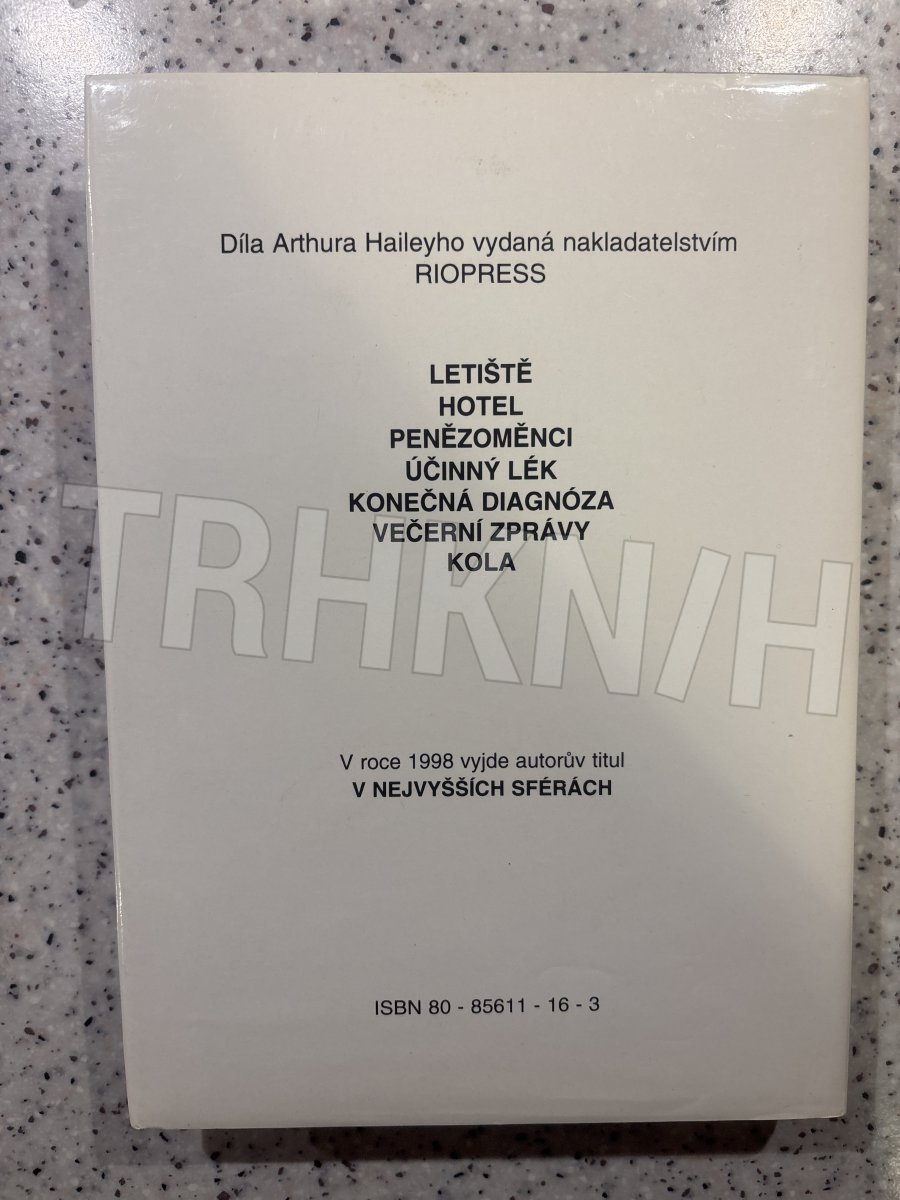 Díla Arthura Haileyho vydaná nakladatelstvím
RIOPRESS
LETIŠTĚ
HOTEL
PENĚZOMĚNCI
ÚČINNÝ LÉK
KONEČNÁ DIAGNÓZA
VEČERNÍ ZPRÁVY
KOLA
TRHKN/H
V roce 1998 vyjde autorův titul
V NEJVYŠŠÍCH SFÉRÁCH
ISBN 80 - 85611 - 16 - 3